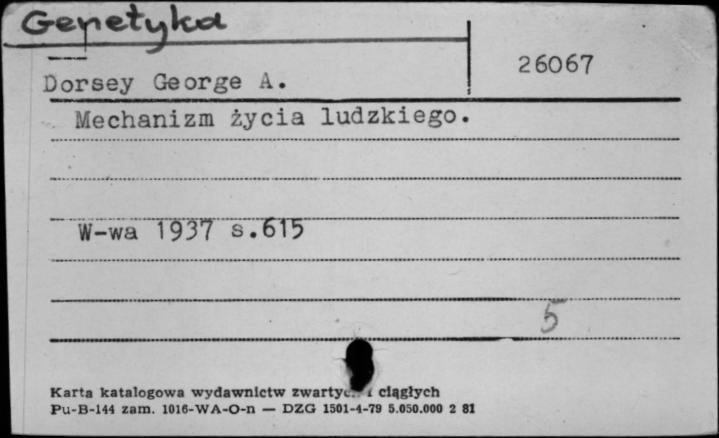 Genetyka
26067
Dorsey George A.
Mechanizm życia ludzkiego.
W-wa 1937 s.615
5
Karta katalogowa wydawnictw zwartych i ciągłych
Pu-B-144 zam. 1016-WA-O-n — DZG 1501-4-79 5.050.000 2 81